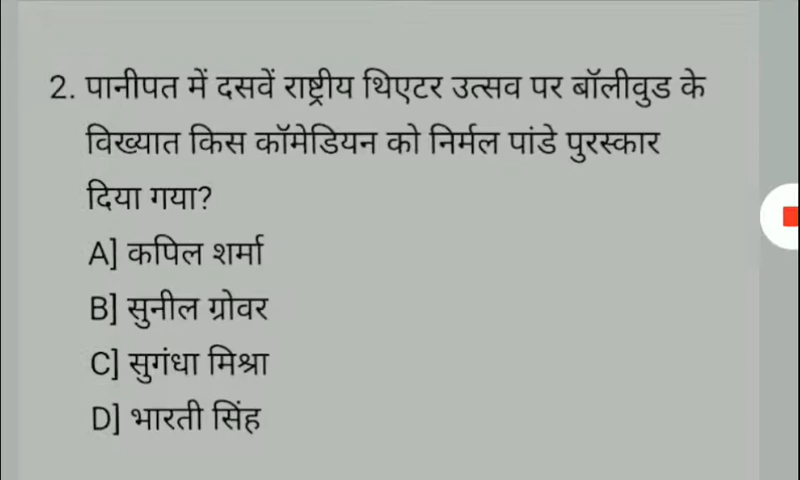 2. पानीपत में दसवें राष्ट्रीय थिएटर उत्सव पर बॉलीवुड के
विख्यात किस कॉमेडियन को निर्मल पांडे पुरस्कार
दिया गया?
A] कपिल शर्मा
B] सुनील ग्रोवर
C] सुगंधा मिश्रा
D] भारती सिंह